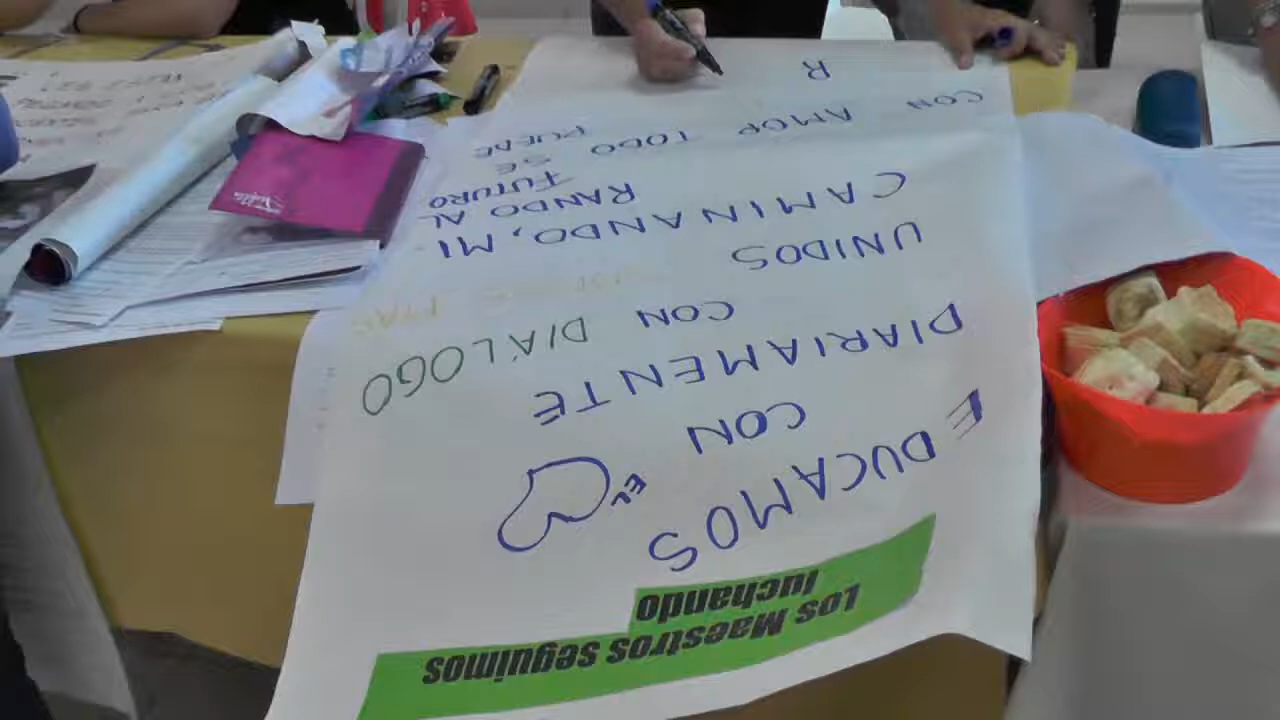 Los Maestros seguimos
luchando
EDUCAMOS
CON
DIARIAMENTE
CON DIÁLOGO
UNIDOS
CAMINANDO, MI
RANDO AL
FUTURO
CON AMOR TODO SE
PUEDE
R